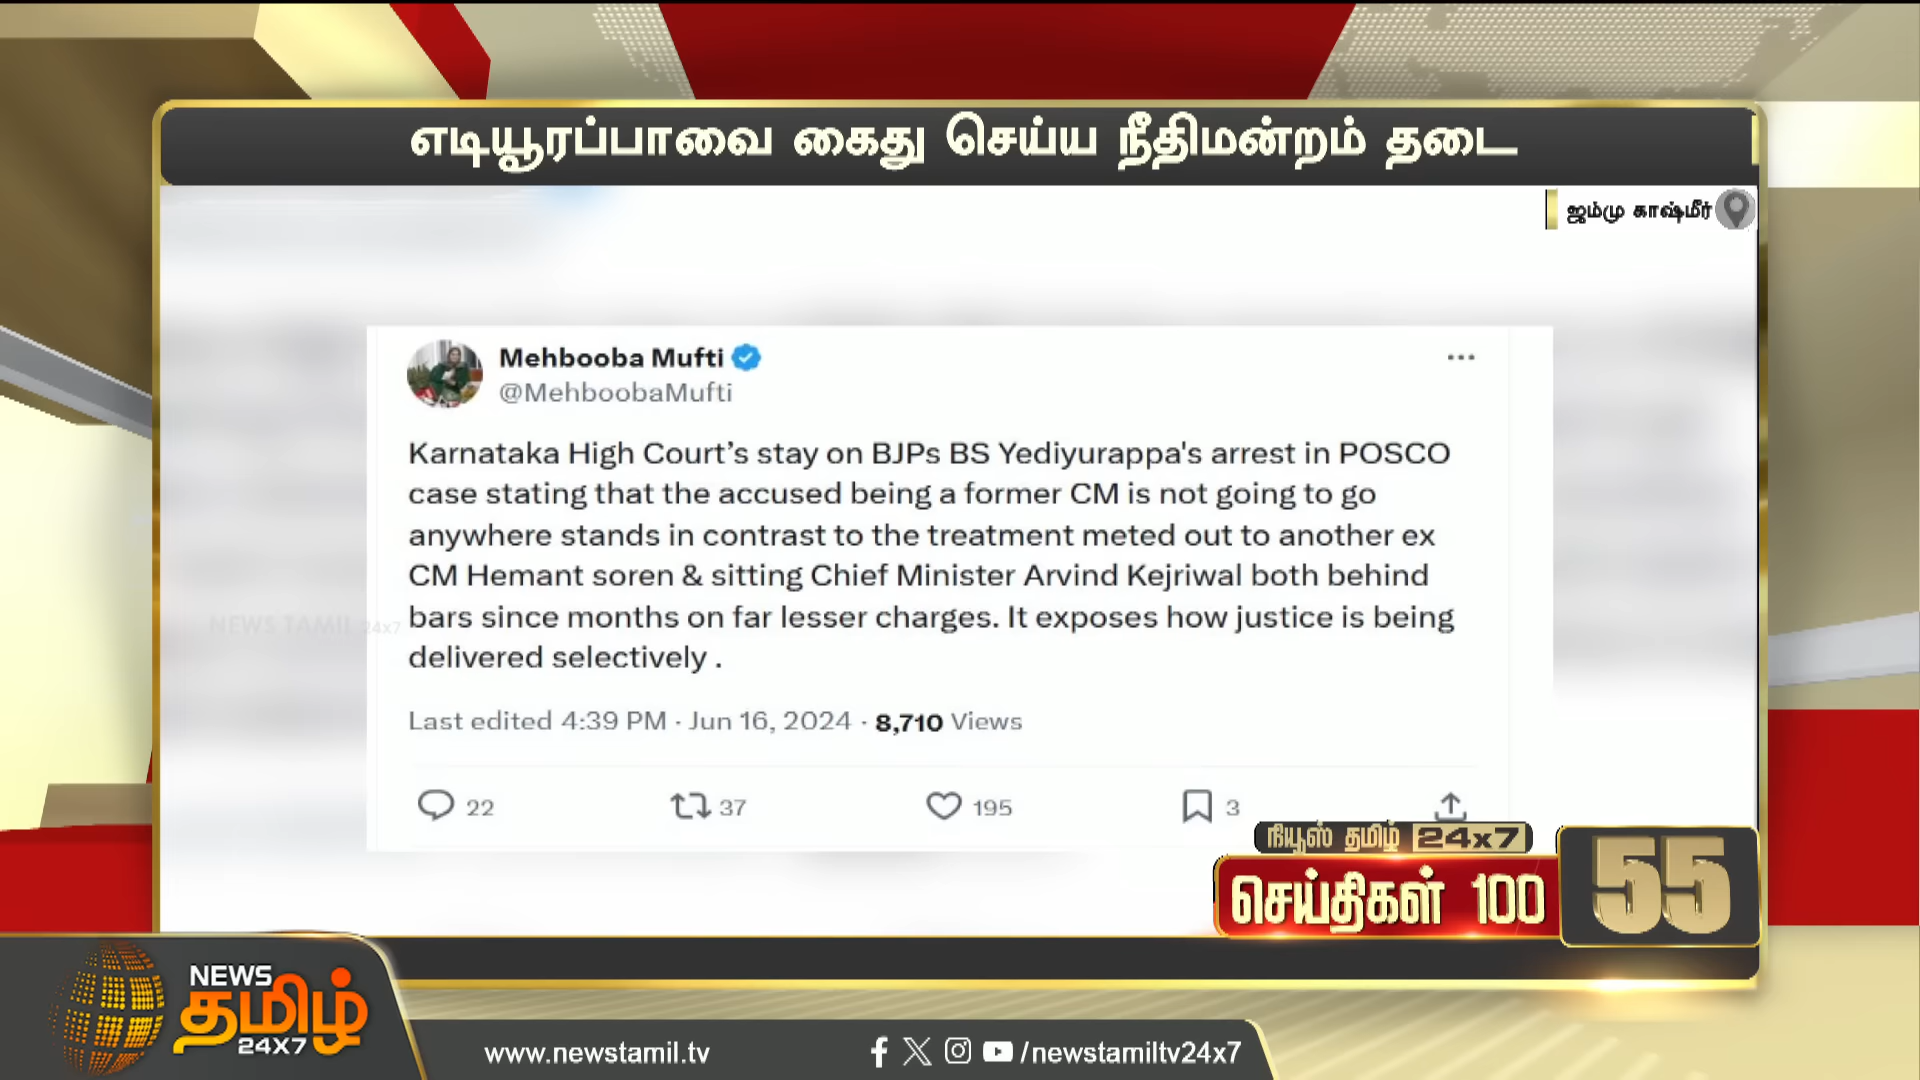 எடியூரப்பாவை கைது செய்ய நீதிமன்றம் தடை
ஜம்மு காஷ்மீர்
Mehbooba Mufti
@MehboobaMufti
Karnataka High Court’s stay on BJPs BS Yediyurappa's arrest in POSCO
case stating that the accused being a former CM is not going to go
anywhere stands in contrast to the treatment meted out to another ex
CM Hemant soren & sitting Chief Minister Arvind Kejriwal both behind
bars since months on far lesser charges. It exposes how justice is being
delivered selectively .
NEWS TAMIL 24x7
Last edited 4:39 PM · Jun 16, 2024 · 8,710 Views
22 37 195 3
நியூஸ் தமிழ் 24x7
செய்திகள் 100 55
NEWS
தமிழ்
24X7
www.newstamil.tv /newstamiltv24x7